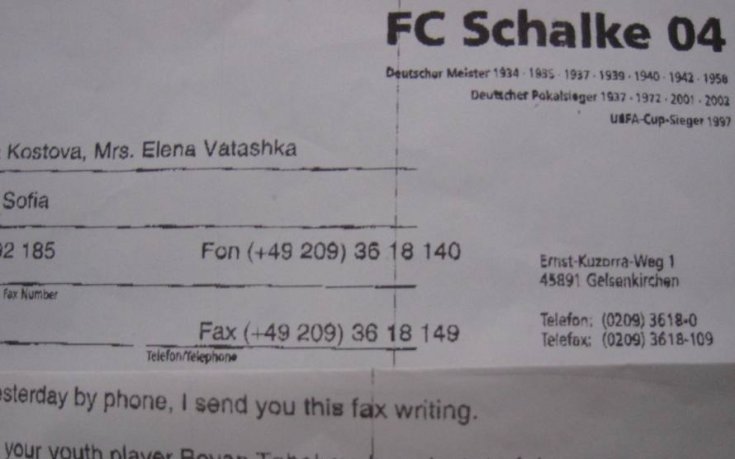 FC Schalke 04
Deutscher Meister 1934 · 1935 · 1937 · 1939 · 1940 · 1942 · 1958
Deutscher Pokalsieger 1937 · 1972 · 2001 · 2002
UEFA-Cup-Sieger 1997
Kostova, Mrs. Elena Vatashka
Sofia
92 185 Fon (+49 209) 36 18 140
Fax Number
Fax (+49 209) 36 18 149
Telefon/Telephone
Ernst-Kuzorra-Weg 1
45891 Gelsenkirchen
Telefon: (0209) 3618-0
Telefax: (0209) 3618-109
esterday by phone, I send you this fax writing.
your youth player